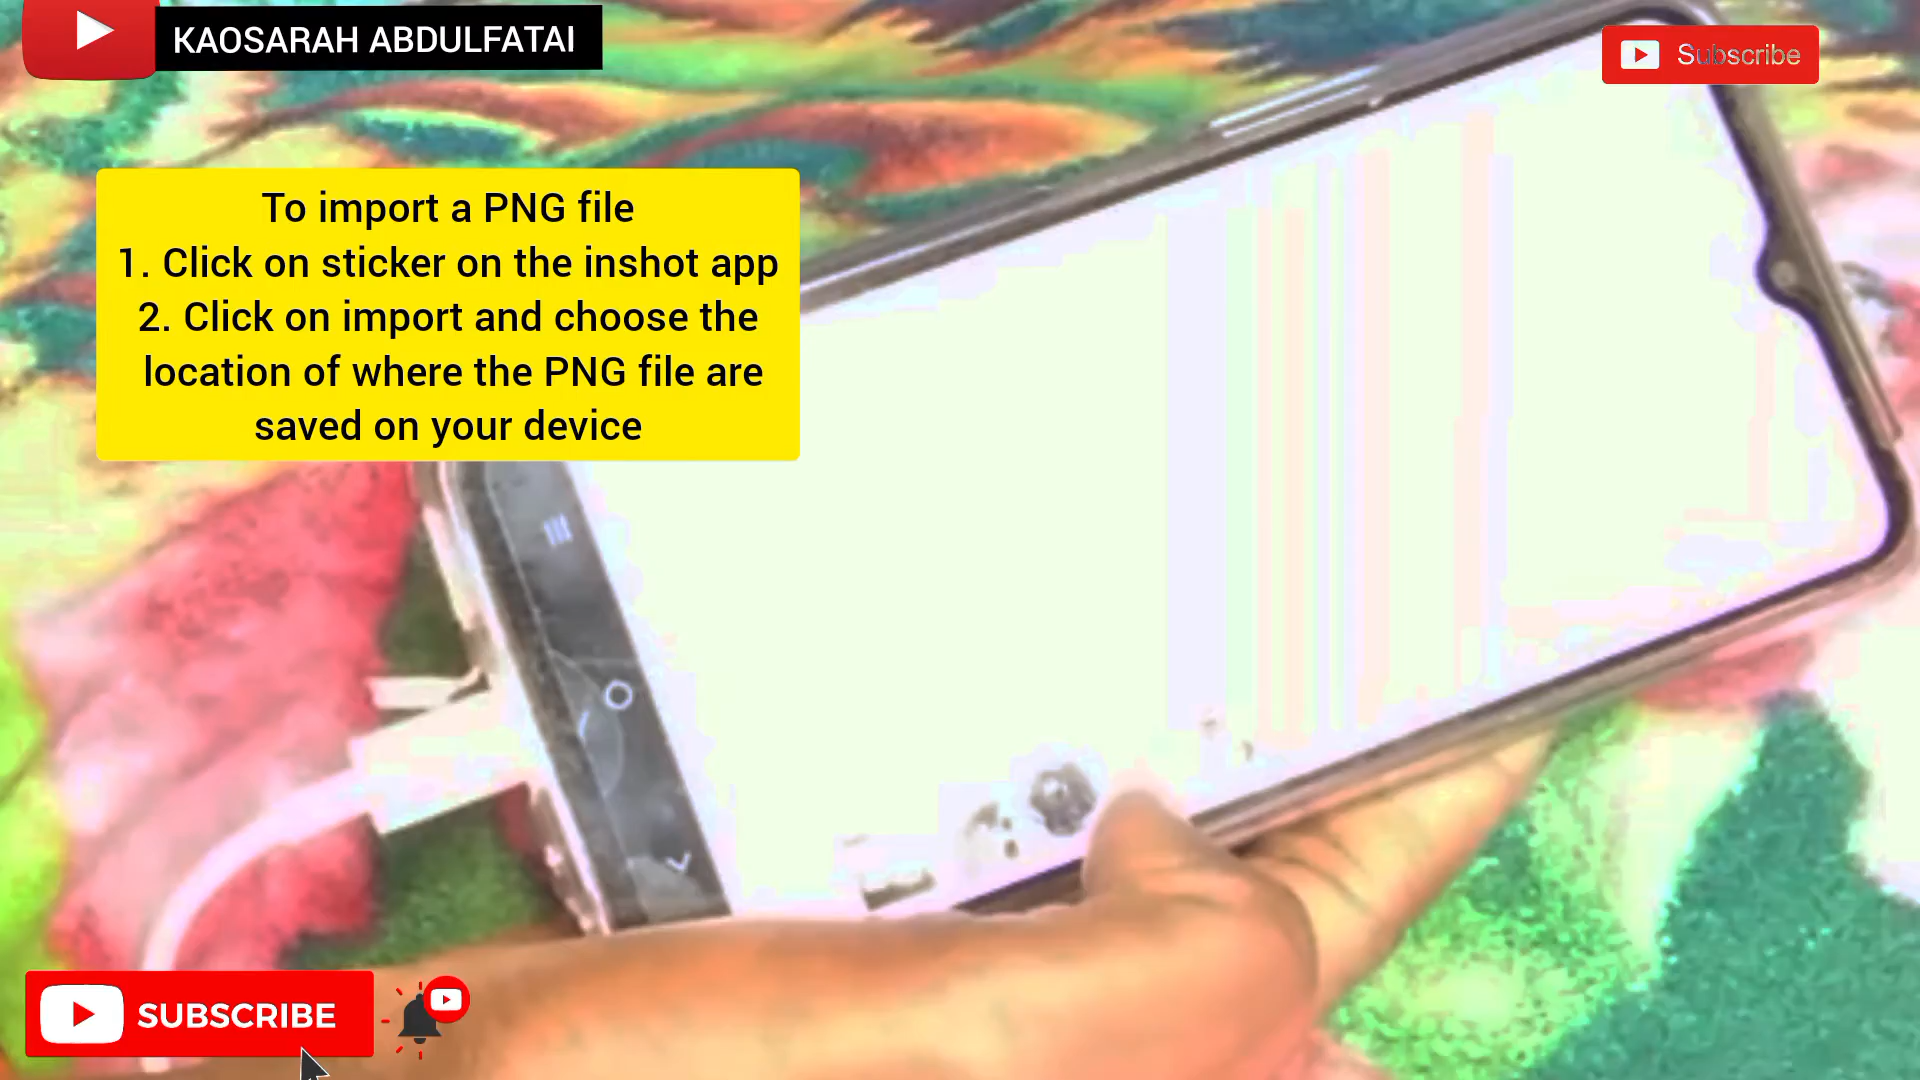 KAOSARAH ABDULFATAI
Subscribe
To import a PNG file
1. Click on sticker on the inshot app
2. Click on import and choose the
location of where the PNG file are
saved on your device
SUBSCRIBE